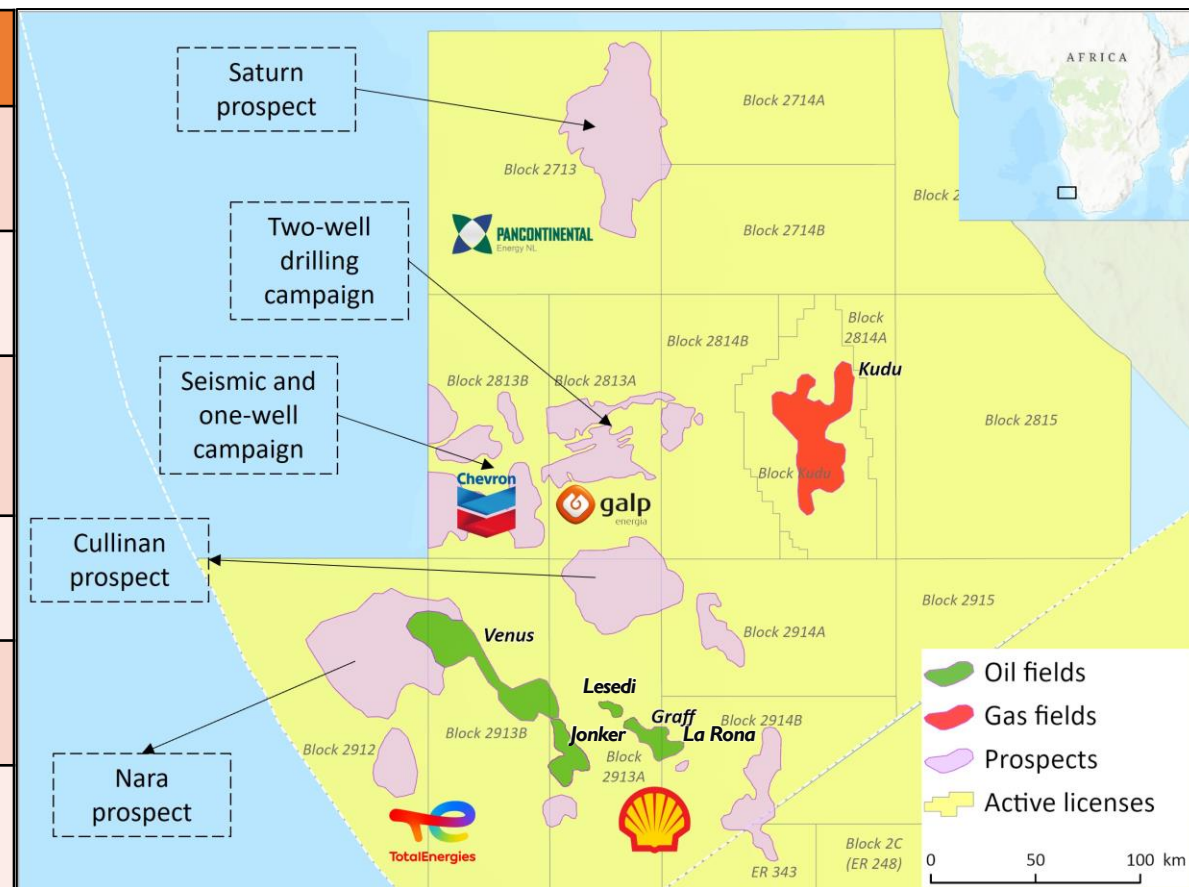 Saturn
prospect
AFRICA
Block 2714A
Block 2713
Block 2
Two-well
drilling
campaign
PANCONTINENTAL
Energy NL
Block 2714B
Block
2814A
Block 2814B
Kudu
Seismic and
one-well
campaign
Block 2813B
Block 2813A
Block 2815
Block Kudu
Chevron
galp
energia
Cullinan
prospect
Block 2915
Block 2914A
Venus
Lesedi
Graff
Block 2914B
Jonker
La Rona
Block 2912
Block 2913B
Block
2913A
Nara
prospect
TotalEnergies
ER 343
Block 2C
(ER 248)
Oil fields
Gas fields
Prospects
Active licenses
0 50 100 km